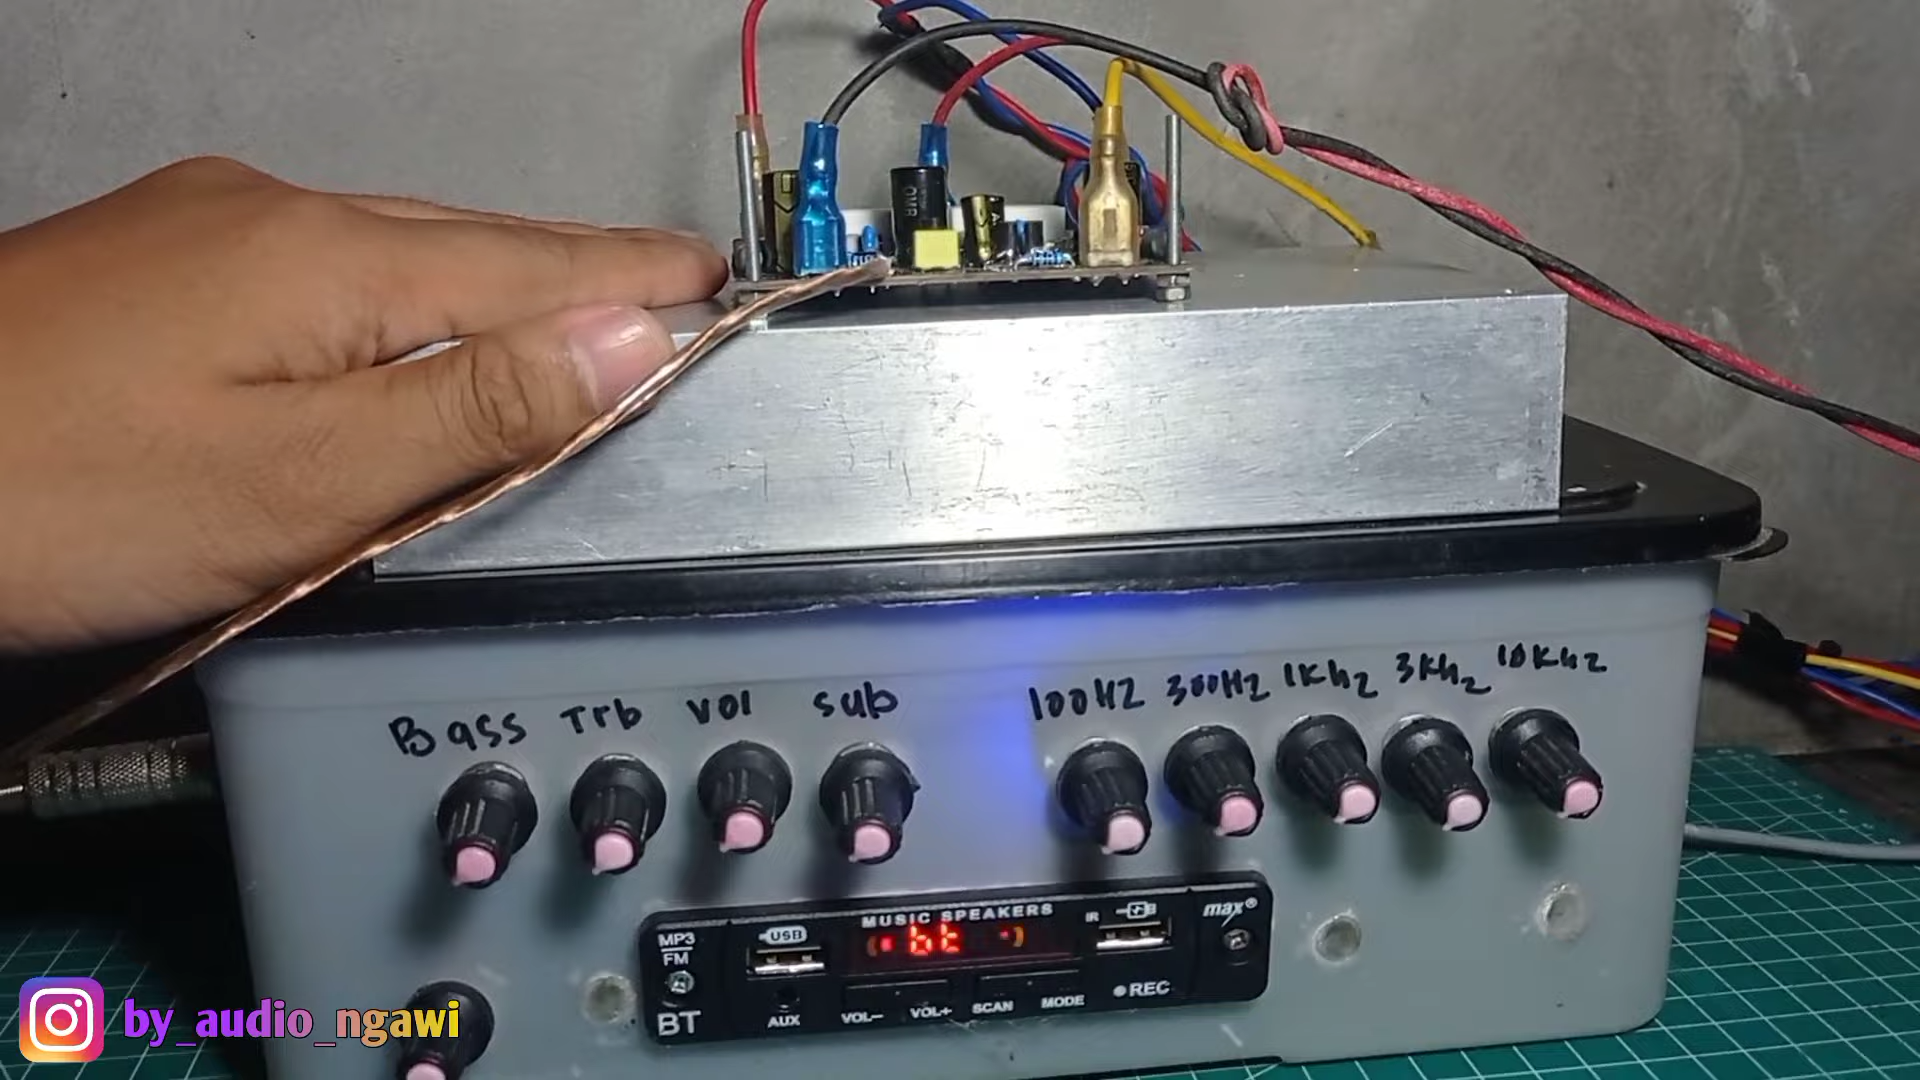 Bass Trb vol sub
100HZ 300HZ 1Khz 3Khz 10Khz
MUSIC SPEAKERS
MP3
FM
USB
bt
IR
max®
AUX
VOL−
VOL+
SCAN
MODE
REC
BT
by_audio_ngawi